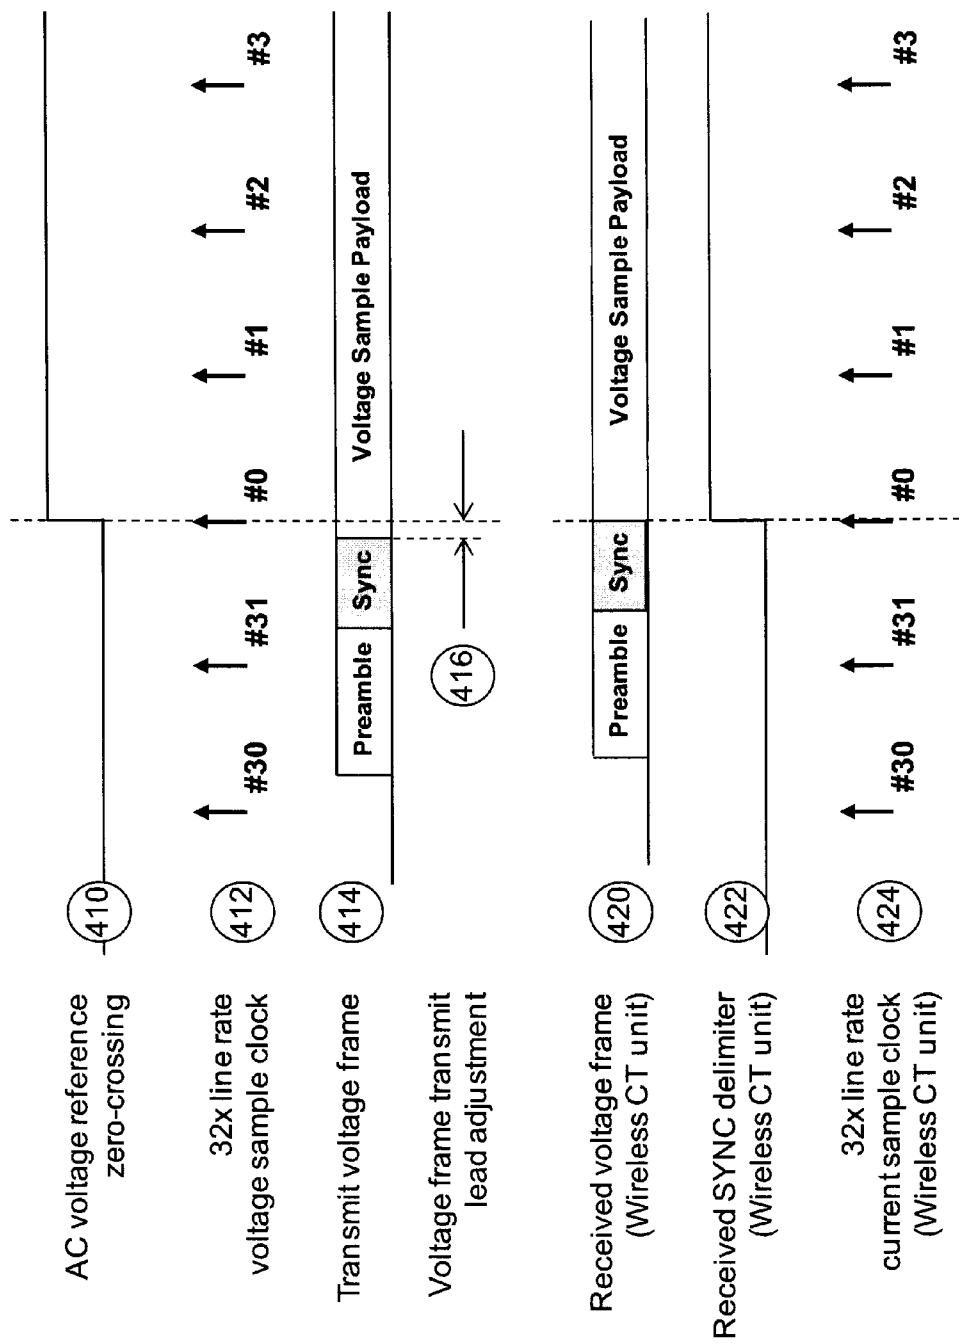 AC voltage reference
zero-crossing
410
32x line rate
voltage sample clock
412
#30
#31
#0
#1
#2
#3
Transmit voltage frame
414
Preamble
Sync
Voltage Sample Payload
Voltage frame transmit
lead adjustment
416
Received voltage frame
(Wireless CT unit)
420
Preamble
Sync
Voltage Sample Payload
Received SYNC delimiter
(Wireless CT unit)
422
32x line rate
current sample clock
(Wireless CT unit)
424
#30
#31
#0
#1
#2
#3